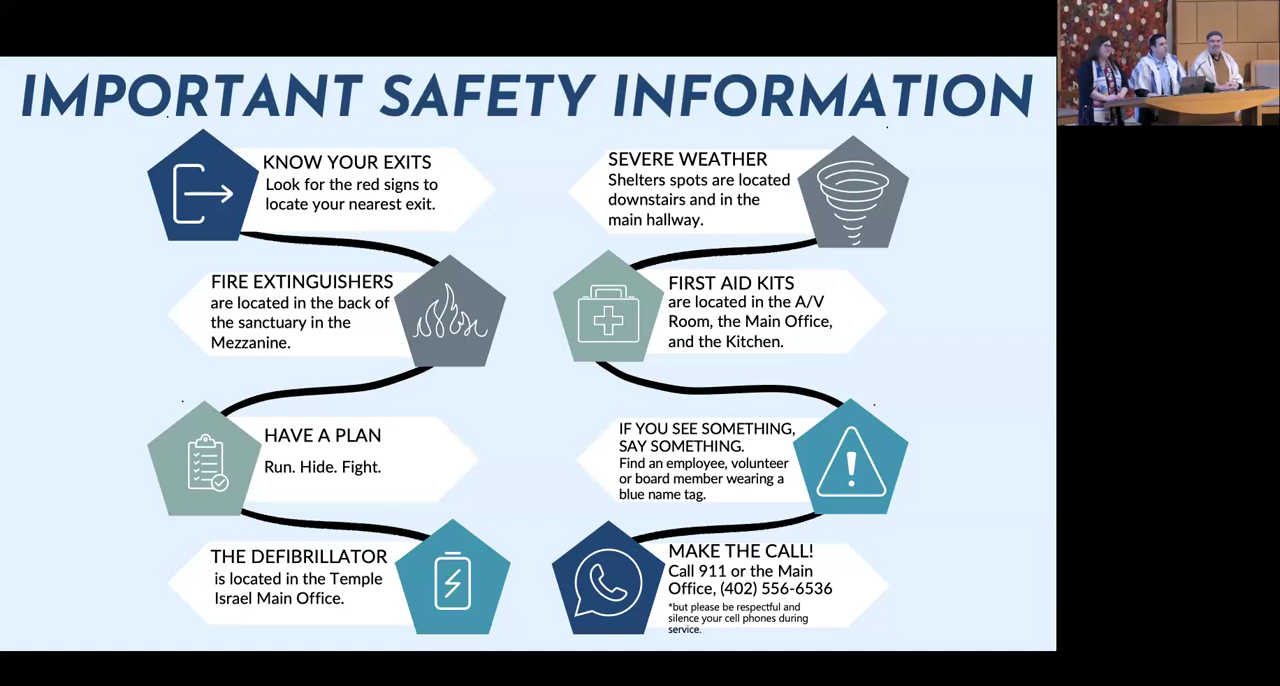 IMPORTANT SAFETY INFORMATION
KNOW YOUR EXITS
Look for the red signs to
locate your nearest exit.
FIRE EXTINGUISHERS
are located in the back of
the sanctuary in the
Mezzanine.
HAVE A PLAN
Run. Hide. Fight.
THE DEFIBRILLATOR
is located in the Temple
Israel Main Office.
SEVERE WEATHER
Shelters spots are located
downstairs and in the
main hallway.
FIRST AID KITS
are located in the A/V
Room, the Main Office,
and the Kitchen.
IF YOU SEE SOMETHING,
SAY SOMETHING.
Find an employee, volunteer
or board member wearing a
blue name tag.
MAKE THE CALL!
Call 911 or the Main
Office, (402) 556-6536
*but please be respectful and
silence your cell phones during
service.